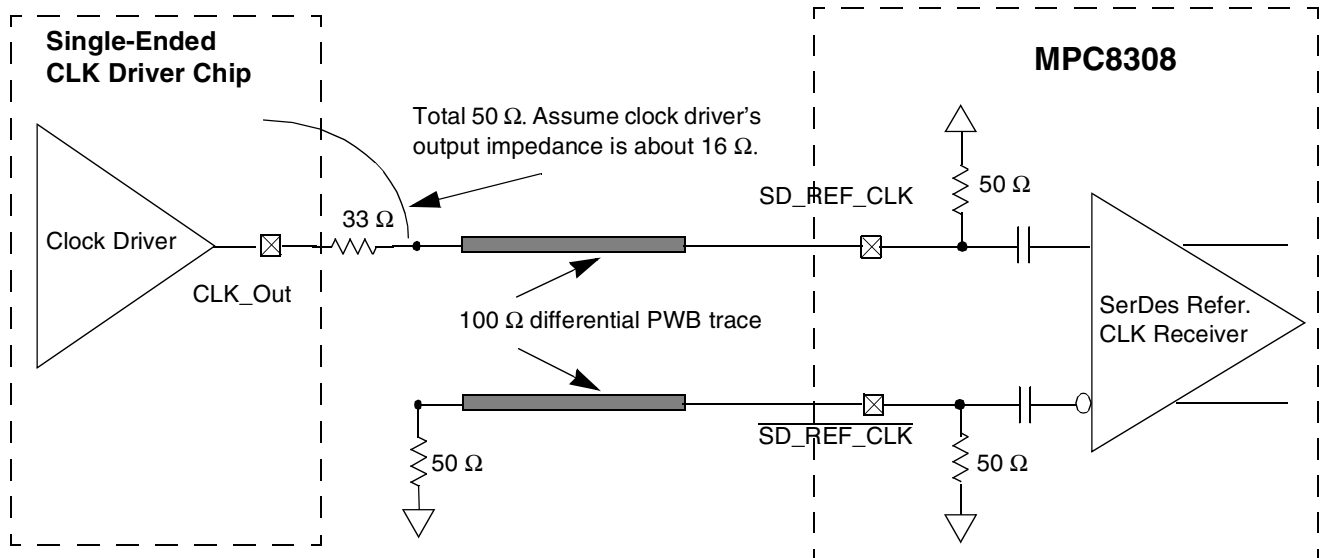 Single-Ended
CLK Driver Chip
MPC8308
Total 50 Ω. Assume clock driver's
output impedance is about 16 Ω.
SD_REF_CLK
50 Ω
33 Ω
Clock Driver
CLK_Out
SerDes Refer.
CLK Receiver
100 Ω differential PWB trace
SD_REF_CLK
50 Ω
50 Ω